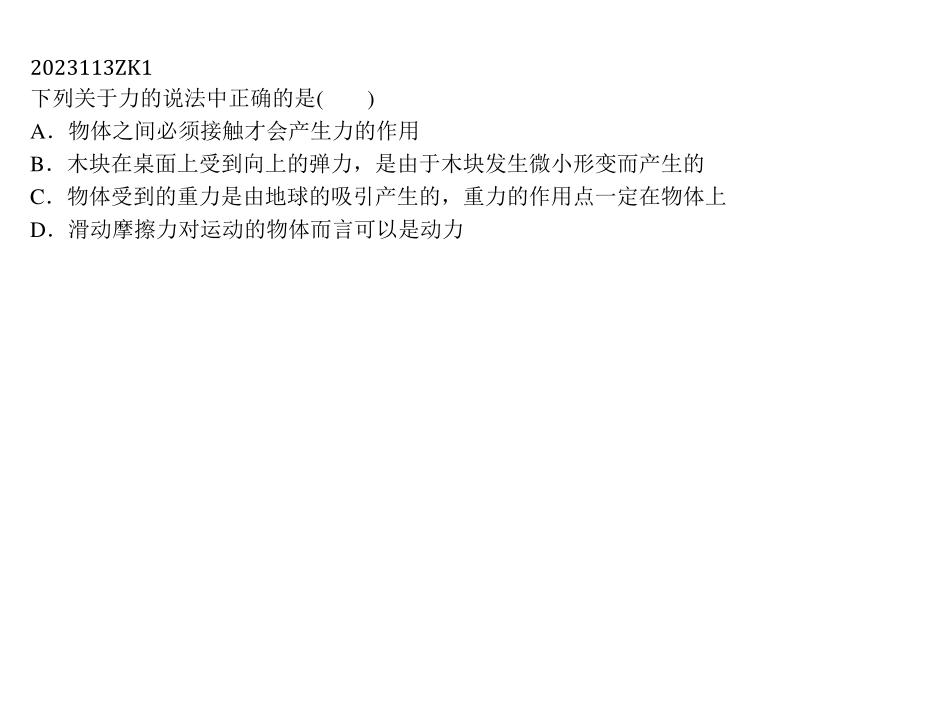 2023113ZK1
下列关于力的说法中正确的是(　　)
A．物体之间必须接触才会产生力的作用
B．木块在桌面上受到向上的弹力，是由于木块发生微小形变而产生的
C．物体受到的重力是由地球的吸引产生的，重力的作用点一定在物体上
D．滑动摩擦力对运动的物体而言可以是动力